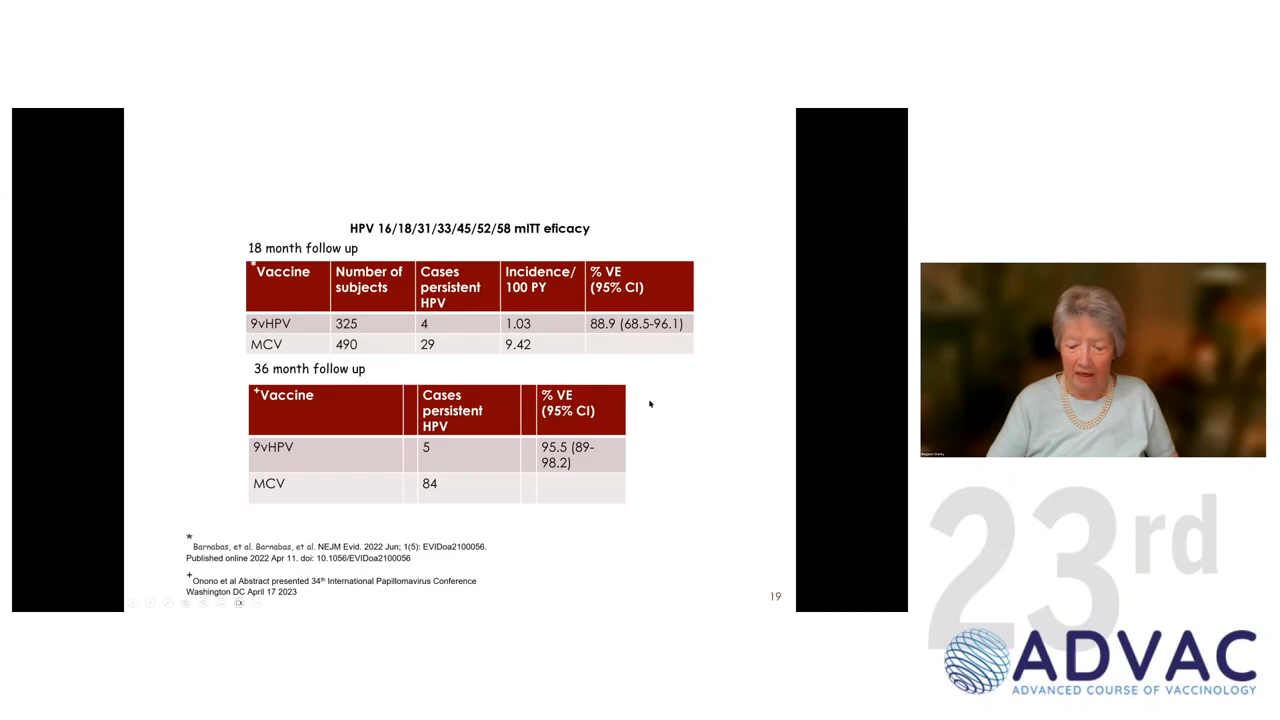 HPV 16/18/31/33/45/52/58 mITT eficacy
18 month follow up
*Vaccine Number of subjects Cases persistent HPV Incidence/ 100 PY % VE (95% CI)
9vHPV 325 4 1.03 88.9 (68.5-96.1)
MCV 490 29 9.42
36 month follow up
+Vaccine Cases persistent HPV % VE (95% CI)
9vHPV 5 95.5 (89-98.2)
MCV 84
*
Barnabas, et al. Barnabas, et al. NEJM Evid. 2022 Jun; 1(5): EVIDoa2100056.
Published online 2022 Apr 11. doi: 10.1056/EVIDoa2100056
+Onono et al Abstract presented 34th International Papillomavirus Conference
Washington DC April 17 2023
19
Margaret Stanley
23rd
ADVAC
ADVANCED COURSE OF VACCINOLOGY